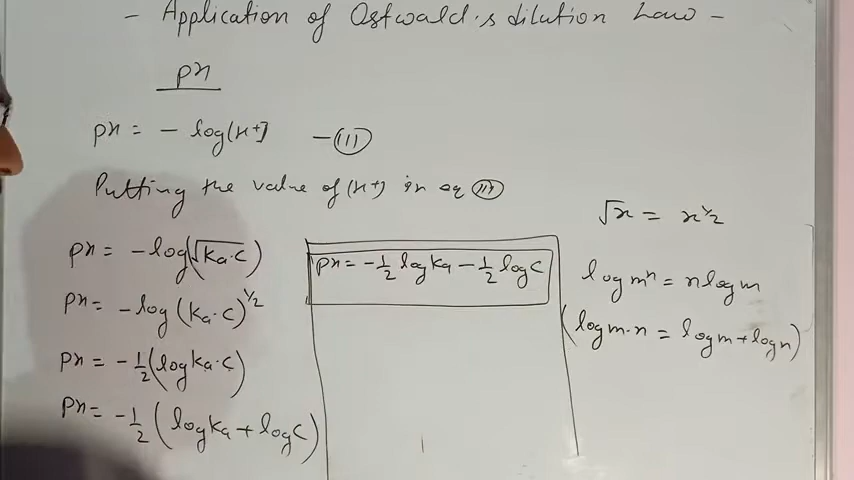 - Application of Ostwald's dilution Law -
pH
pH = - log[H+] - (III)
Putting the value of [H+] in eq (III)
pH = - log(√Ka·C)
pH = - log (Ka·C)^1/2
pH = - 1/2 (log Ka·C)
pH = - 1/2 (log Ka + log C)
pH = - 1/2 log Ka - 1/2 log C
√x = x^1/2
log m^n = n log m
(log m·n = log m + log n)